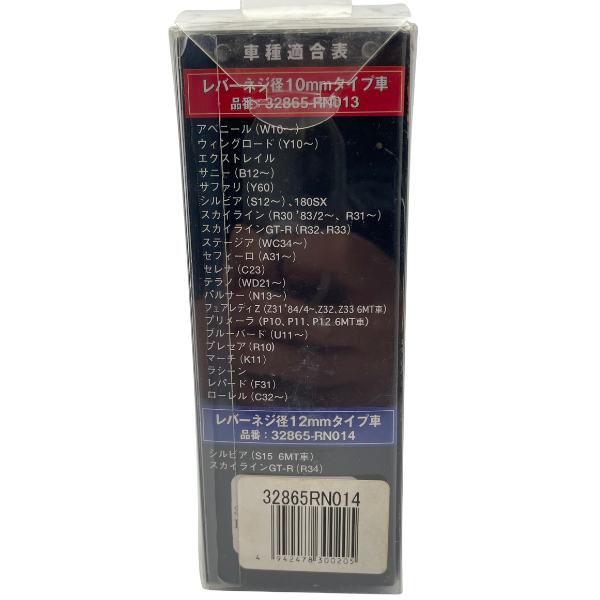 車種適合表
レバーネジ径10mmタイプ車
品番：32865-RN013
アベニール（W10～）
ウィングロード（Y10～）
エクストレイル
サニー（B12～）
サファリ（Y60）
シルビア（S12～）、180SX
スカイライン（R30 '83/2～、R31～）
スカイラインGT-R（R32、R33）
ステージア（WC34～）
セフィーロ（A31～）
セレナ（C23）
テラノ（WD21～）
パルサー（N13～）
フェアレディZ（Z31 '84/4～、Z32、Z33 6MT車）
プリメーラ（P10、P11、P12 6MT車）
ブルーバード（U11～）
プレセア（R10）
マーチ（K11）
ラシーン
レパード（F31）
ローレル（C32～）
レバーネジ径12mmタイプ車
品番：32865-RN014
シルビア（S15 6MT車）
スカイラインGT-R（R34）
32865RN014
4 942478 300205